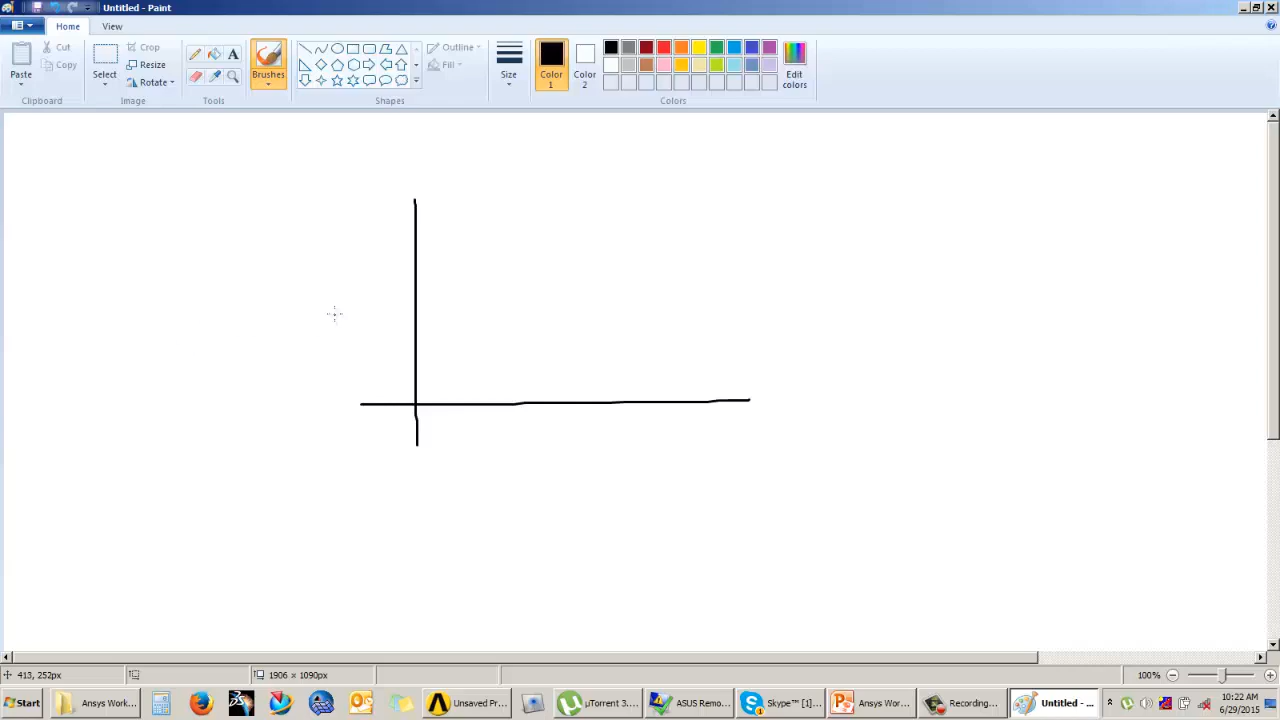 Untitled - Paint
Home View
Paste
Cut
Copy
Clipboard
Select
Crop
Resize
Rotate
Image
Tools
Brushes
Shapes
Outline
Fill
Size
Color 1
Color 2
Edit colors
Colors
413, 252px
1906 × 1090px
100%
Start
Ansys Work...
Unsaved Pr...
µTorrent 3....
ASUS Remo...
Skype™ [1]...
Ansys Wor...
Recording...
Untitled - ...
10:22 AM
6/29/2015